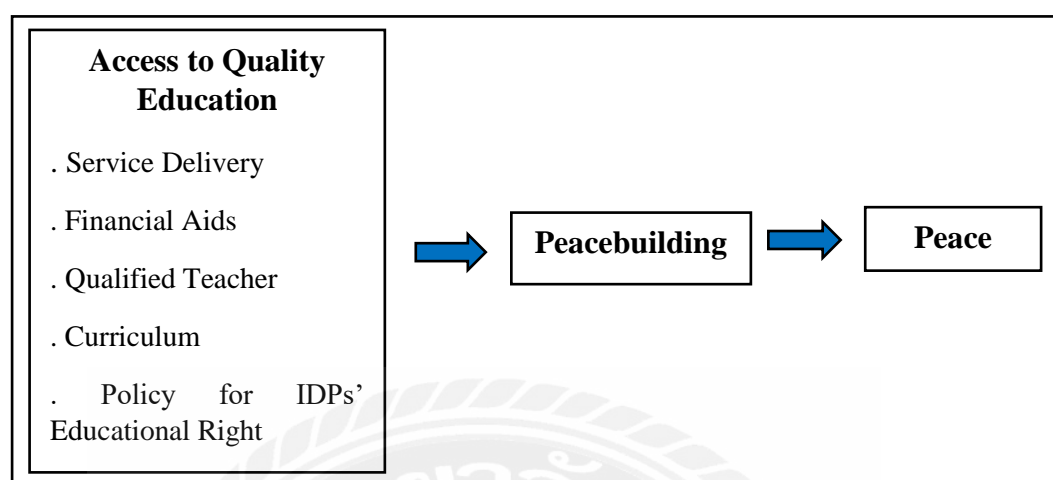 Access to Quality
Education
. Service Delivery
. Financial Aids
. Qualified Teacher
. Curriculum
. Policy for IDPs’
Educational Right
Peacebuilding
Peace